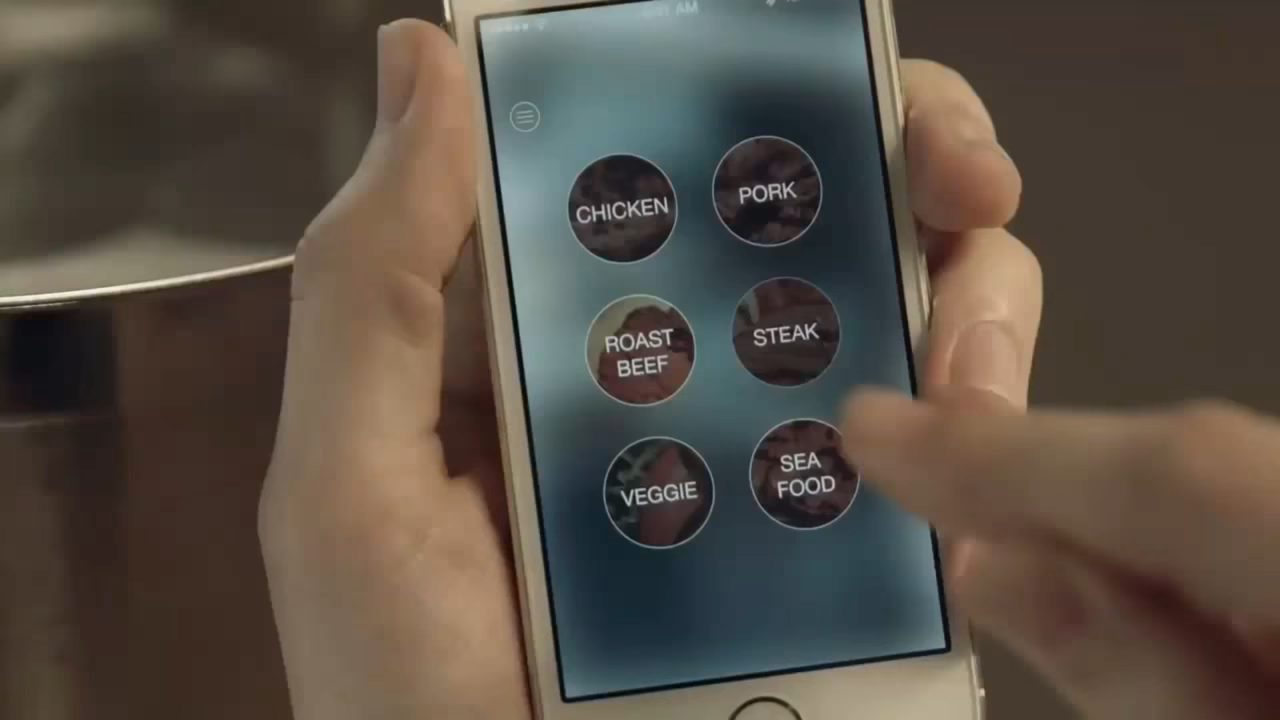 CHICKEN
PORK
ROAST
BEEF
STEAK
VEGGIE
SEA
FOOD